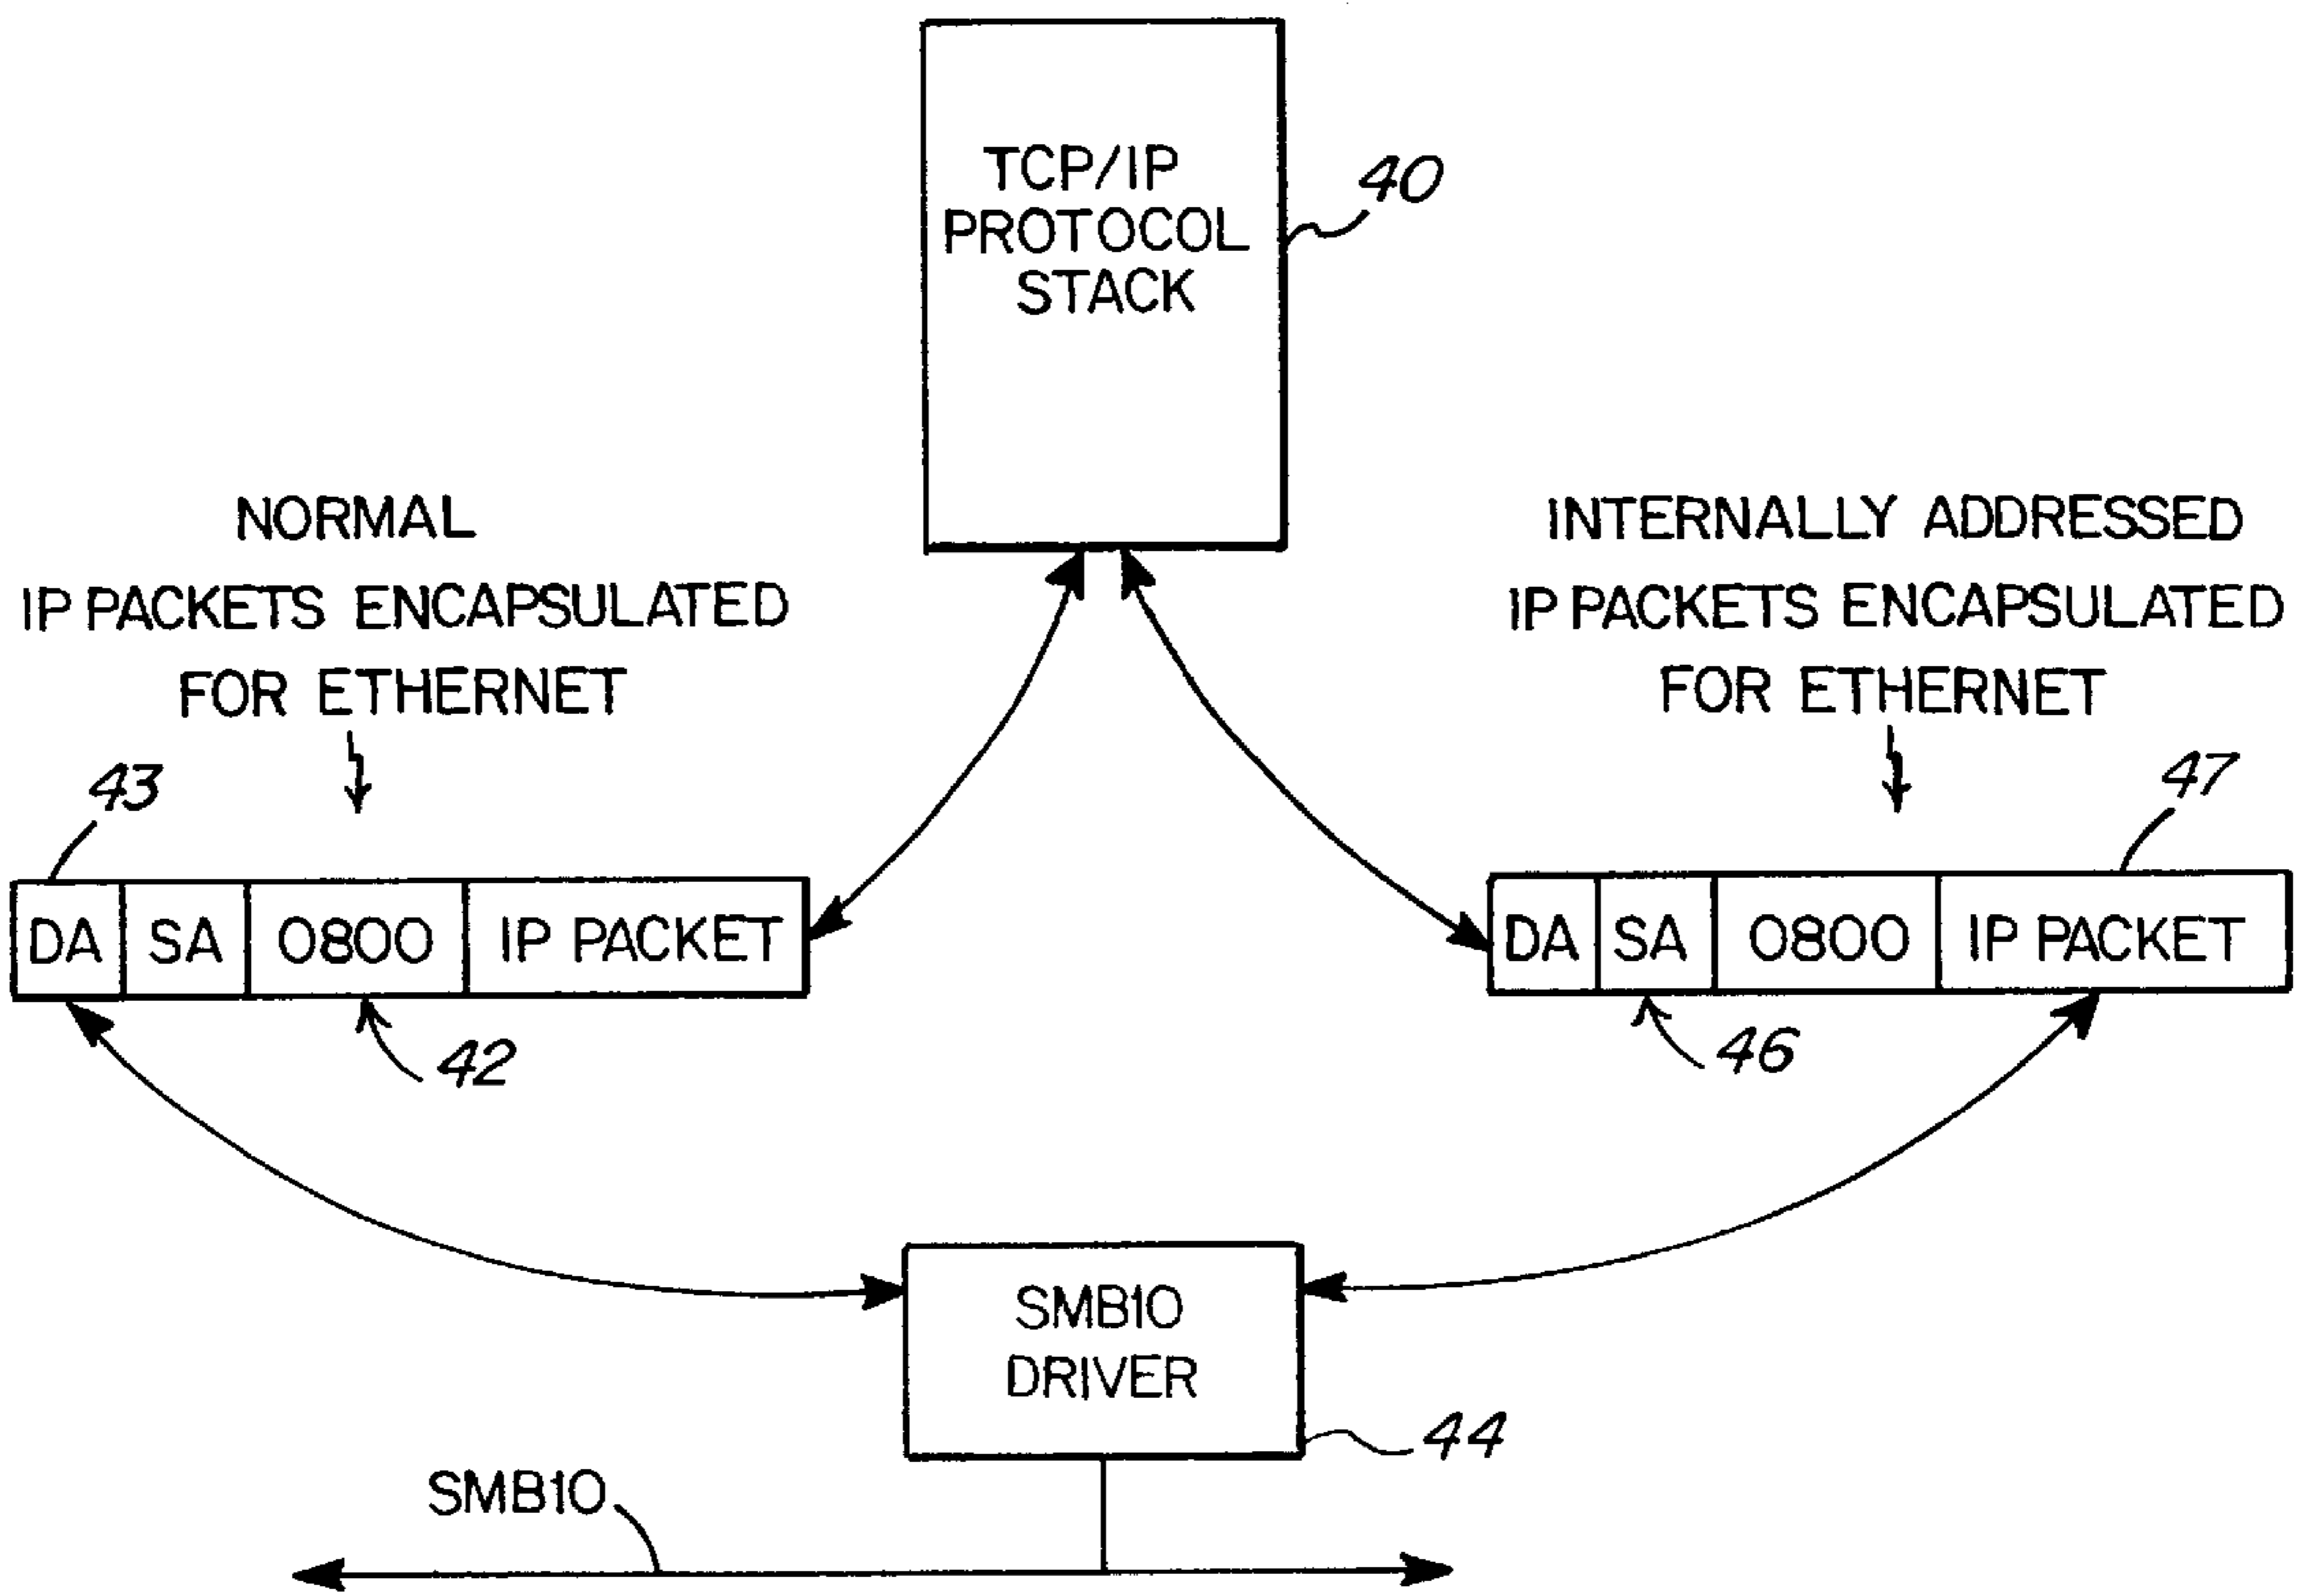 TCP/IP
PROTOCOL
STACK
40
NORMAL
IP PACKETS ENCAPSULATED
FOR ETHERNET
INTERNALLY ADDRESSED
IP PACKETS ENCAPSULATED
FOR ETHERNET
43
47
DA SA 0800 IP PACKET
DA SA 0800 IP PACKET
42
46
SMB10
DRIVER
44
SMB10